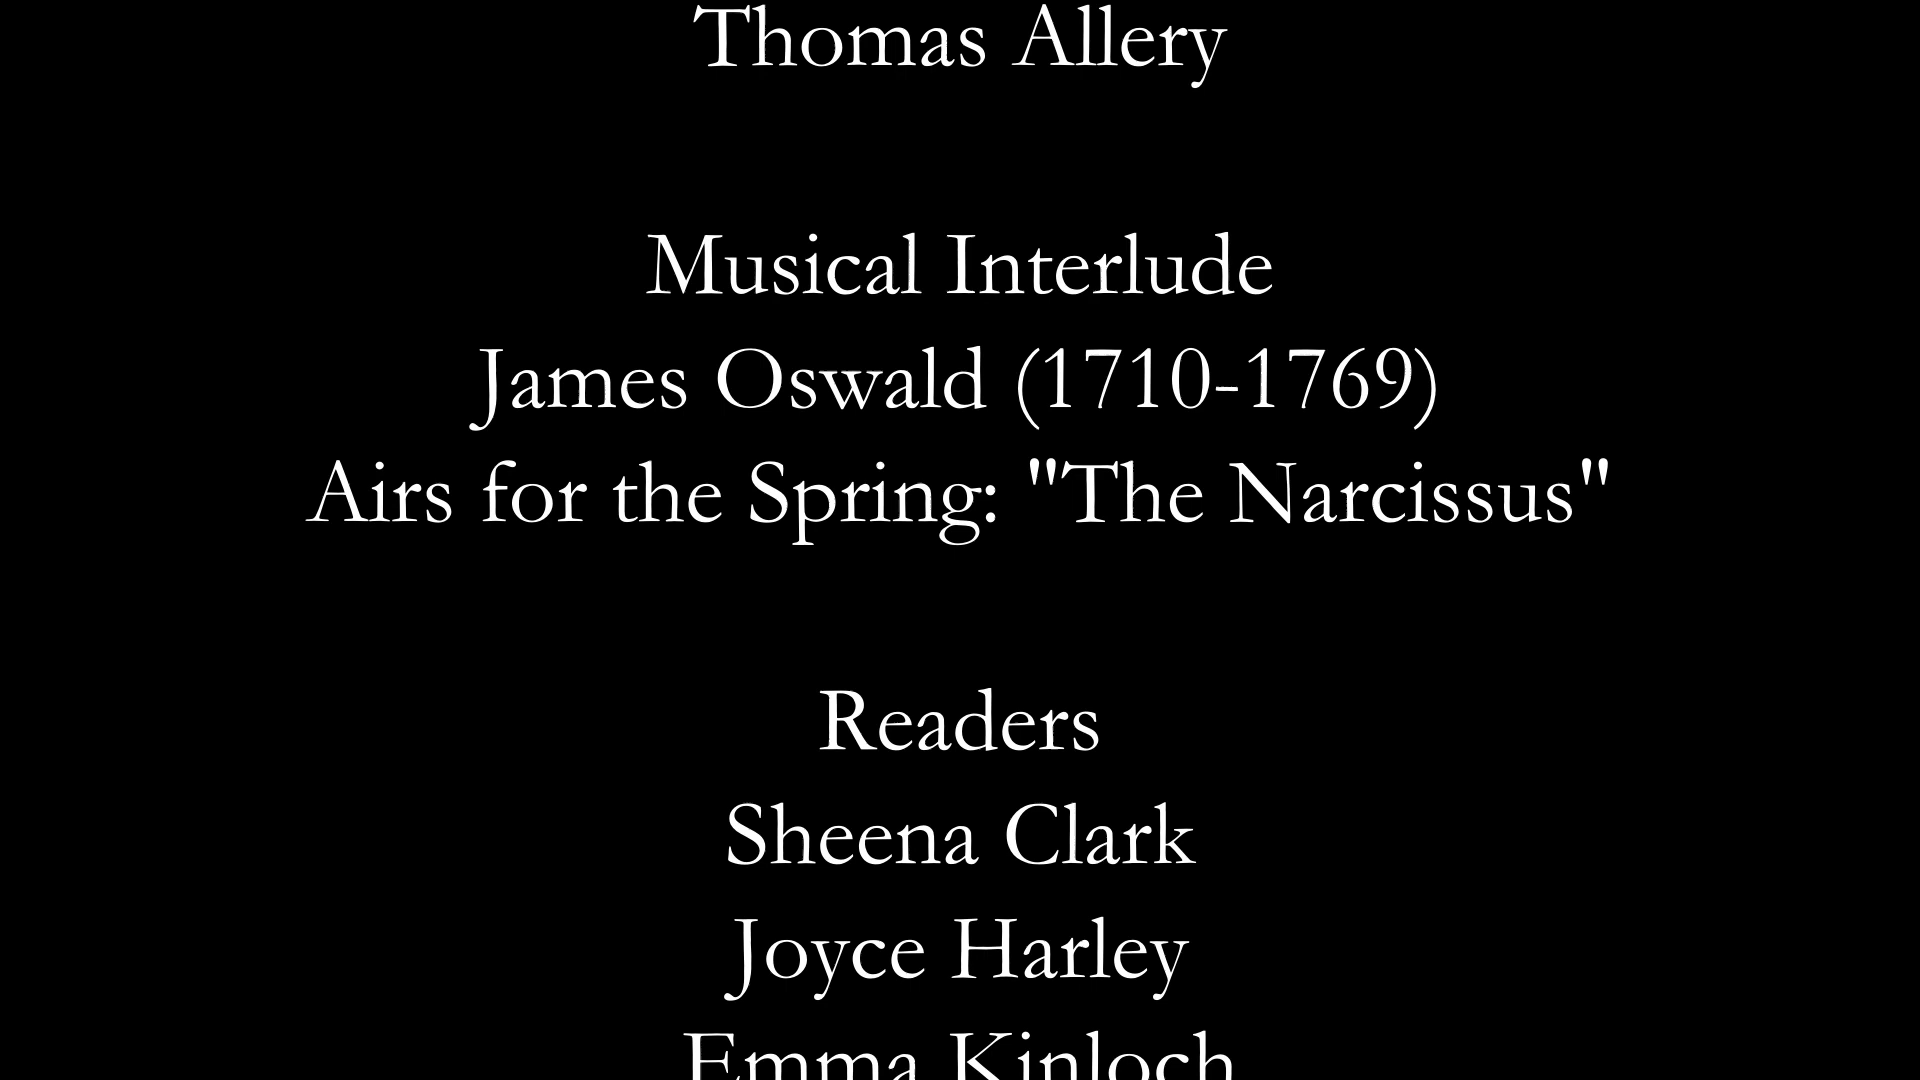 Thomas Allery
Musical Interlude
James Oswald (1710-1769)
Airs for the Spring: "The Narcissus"
Readers
Sheena Clark
Joyce Harley
Emma Kinloch